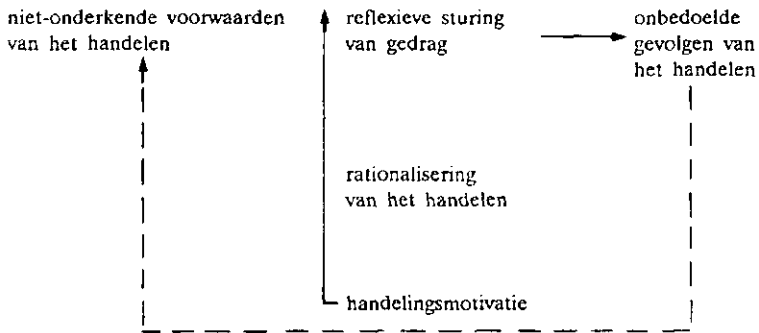 niet-onderkende voorwaarden
van het handelen
reflexieve sturing
van gedrag
onbedoelde
gevolgen van
het handelen
rationalisering
van het handelen
handelingsmotivatie